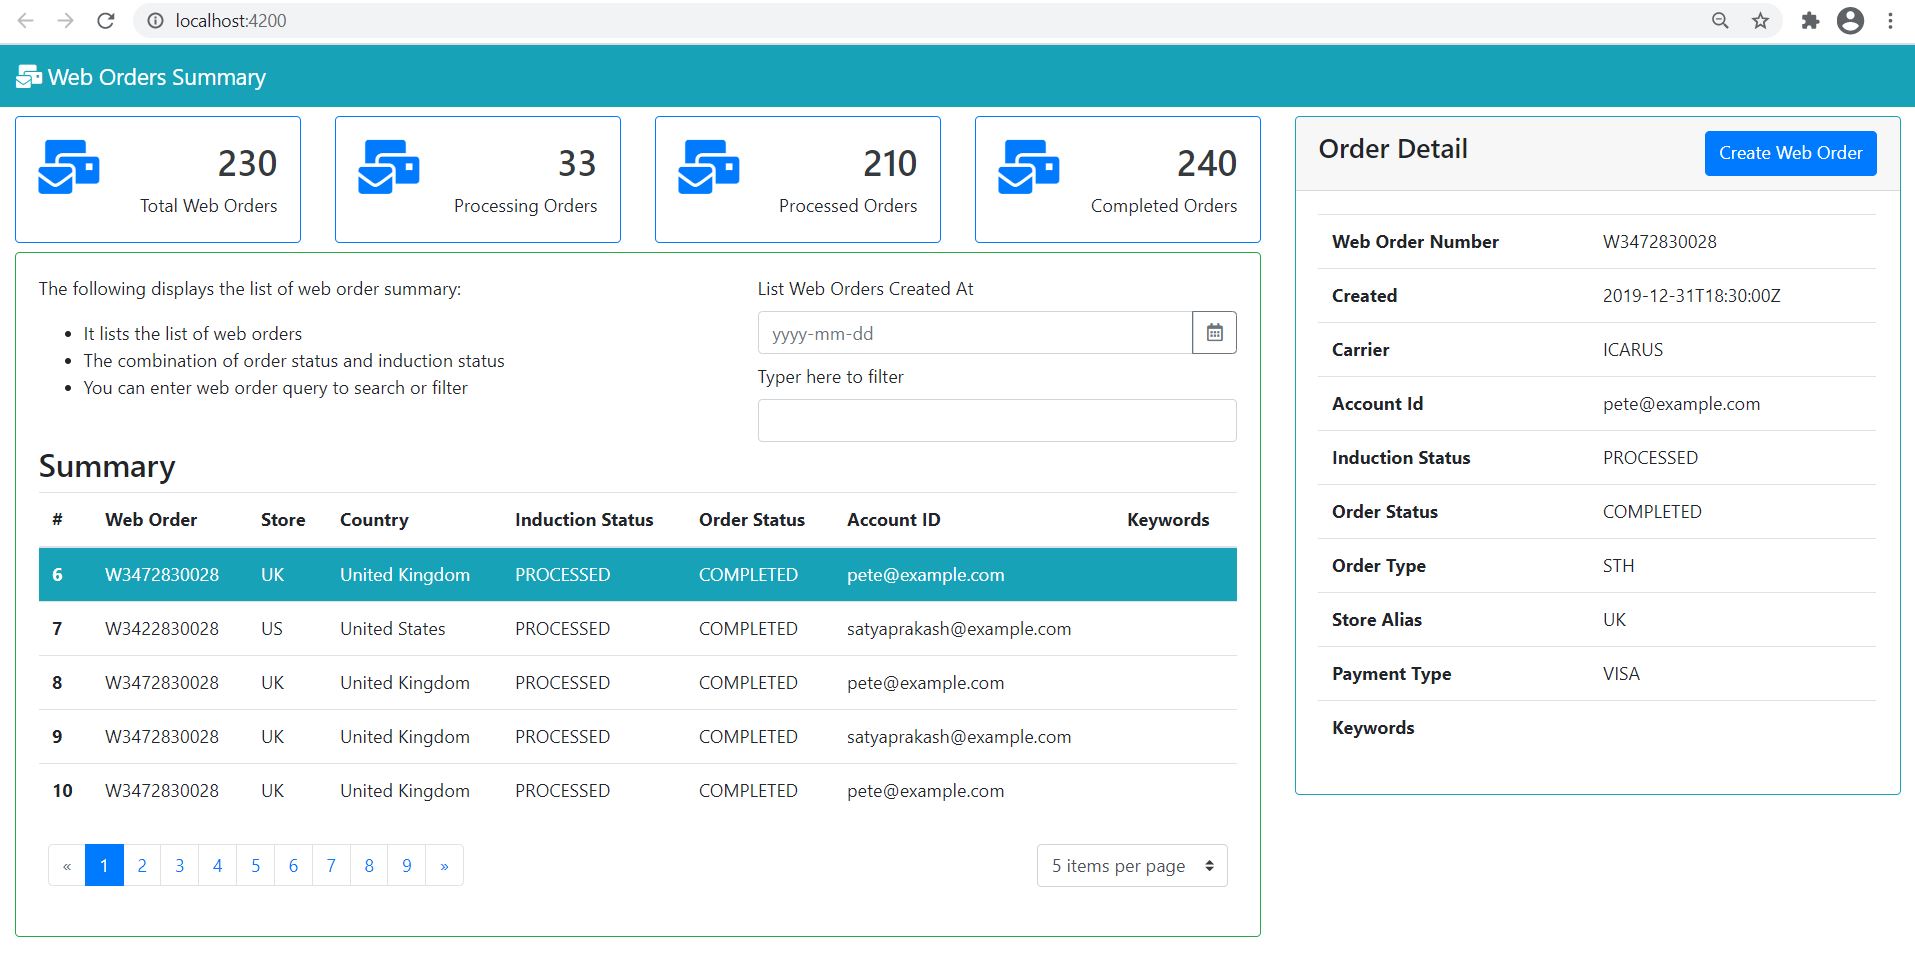 localhost:4200
Web Orders Summary
230
Total Web Orders
33
Processing Orders
210
Processed Orders
240
Completed Orders
The following displays the list of web order summary:
It lists the list of web orders
The combination of order status and induction status
You can enter web order query to search or filter
List Web Orders Created At
yyyy-mm-dd
Typer here to filter
Summary
# Web Order Store Country Induction Status Order Status Account ID Keywords
6 W3472830028 UK United Kingdom PROCESSED COMPLETED pete@example.com
7 W3422830028 US United States PROCESSED COMPLETED satyaprakash@example.com
8 W3472830028 UK United Kingdom PROCESSED COMPLETED pete@example.com
9 W3472830028 UK United Kingdom PROCESSED COMPLETED satyaprakash@example.com
10 W3472830028 UK United Kingdom PROCESSED COMPLETED pete@example.com
« 1 2 3 4 5 6 7 8 9 » 5 items per page
Order Detail Create Web Order
Web Order Number W3472830028
Created 2019-12-31T18:30:00Z
Carrier ICARUS
Account Id pete@example.com
Induction Status PROCESSED
Order Status COMPLETED
Order Type STH
Store Alias UK
Payment Type VISA
Keywords